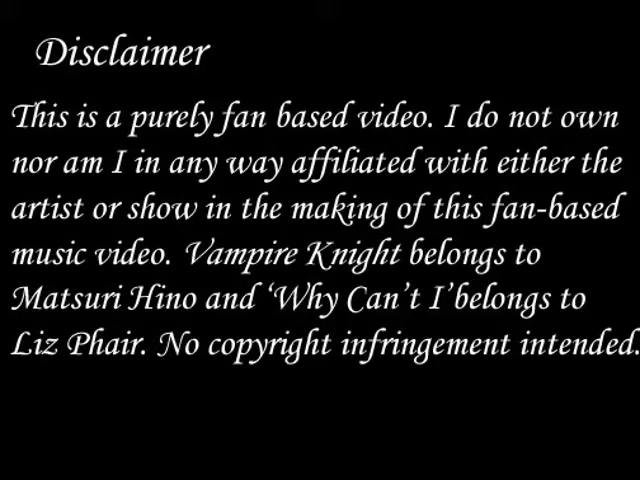 Disclaimer
This is a purely fan based video. I do not own
nor am I in any way affiliated with either the
artist or show in the making of this fan-based
music video. Vampire Knight belongs to
Matsuri Hino and ‘Why Can’t I’ belongs to
Liz Phair. No copyright infringement intended.